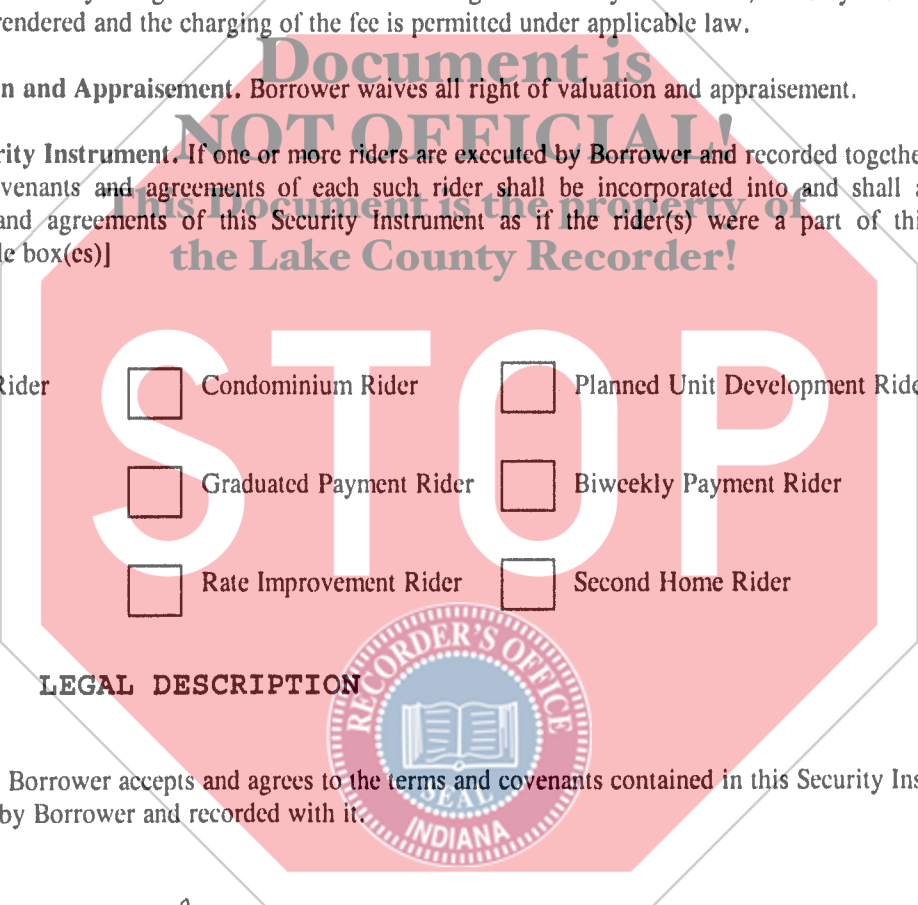 rendered and the charging of the fee is permitted under applicable law.
Document is
n and Appraisement. Borrower waives all right of valuation and appraisement.
NOT OFFICIAL!
rity Instrument. If one or more riders are executed by Borrower and recorded togethe
venants and agreements of each such rider shall be incorporated into and shall a
This Document is the property of
and agreements of this Security Instrument as if the rider(s) were a part of thi
le box(es)]
the Lake County Recorder!
STOP
Rider Condominium Rider Planned Unit Development Ride
Graduated Payment Rider Biweekly Payment Rider
Rate Improvement Rider Second Home Rider
RECORDER'S OFFICE
LEGAL DESCRIPTION
Borrower accepts and agrees to the terms and covenants contained in this Security Ins
SEAL
by Borrower and recorded with it.
INDIANA